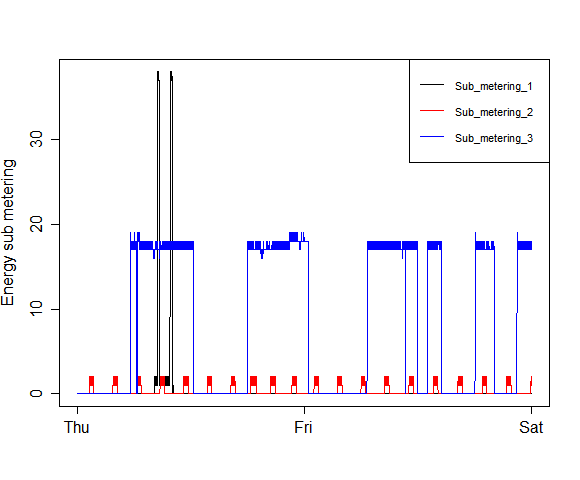 Sub_metering_1
Sub_metering_2
Sub_metering_3
Energy sub metering
30
20
10
0
Thu Fri Sat